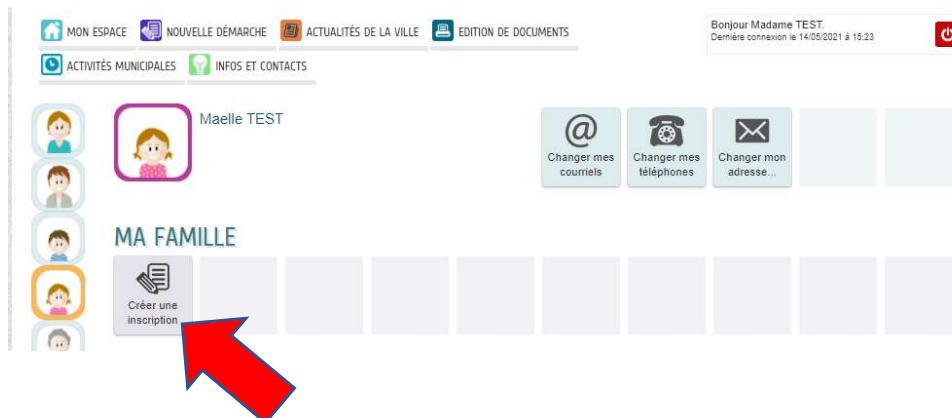 MON ESPACE
NOUVELLE DÉMARCHE
ACTUALITÉS DE LA VILLE
EDITION DE DOCUMENTS
Bonjour Madame TEST.
Dernière connexion le 14/05/2021 à 15:23
ACTIVITÉS MUNICIPALES
INFOS ET CONTACTS
Maelle TEST
@
Changer mes
courriels
Changer mes
téléphones
Changer mon
adresse...
MA FAMILLE
Créer une
inscription